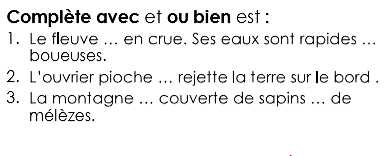 Complète avec et ou bien est :
1. Le fleuve ... en crue. Ses eaux sont rapides ...
boueuses.
2. L'ouvrier pioche ... rejette la terre sur le bord .
3. La montagne ... couverte de sapins ... de
mélèzes.